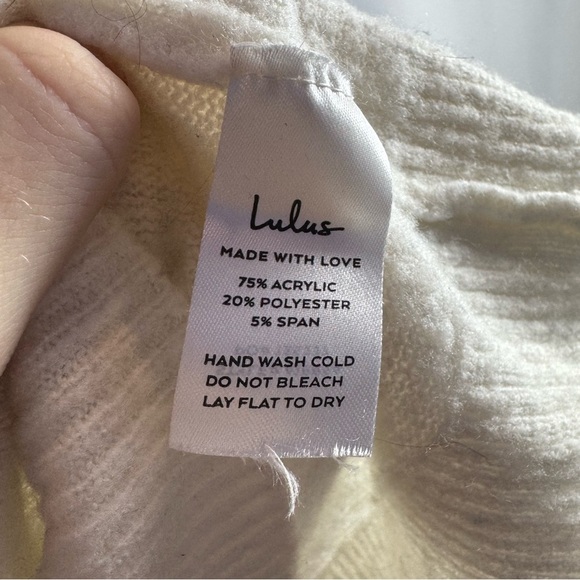 Lulus
MADE WITH LOVE
75% ACRYLIC
20% POLYESTER
5% SPAN
HAND WASH COLD
DO NOT BLEACH
LAY FLAT TO DRY